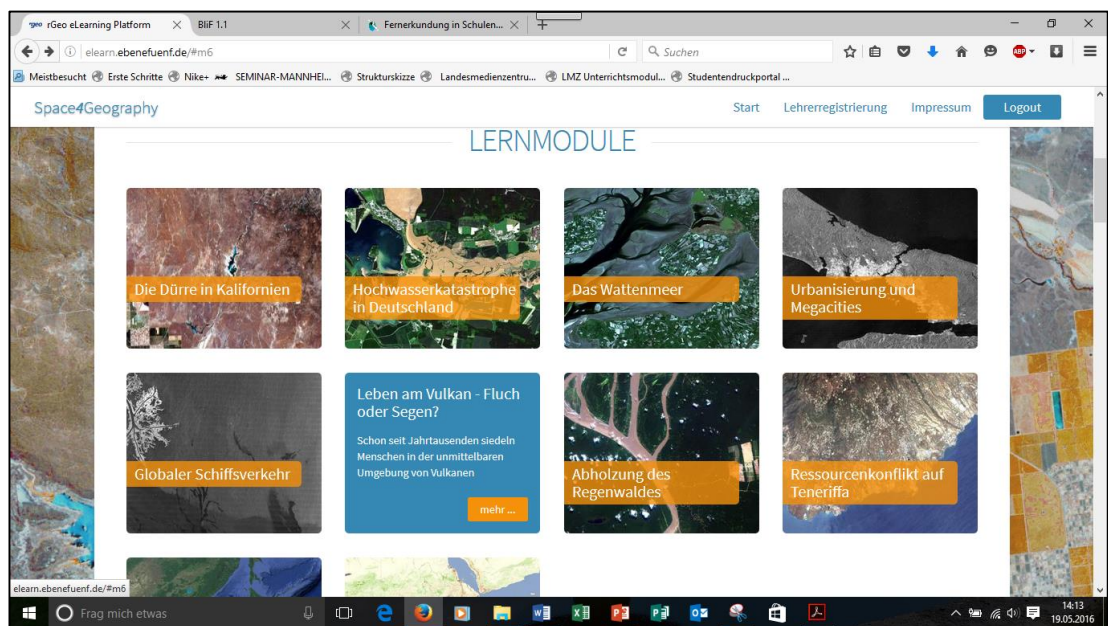 rGeo eLearning Platform
BliF 1.1
Fernerkundung in Schulen...
elearn.ebenefuenf.de/#m6
Suchen
ABP
Meistbesucht Erste Schritte Nike+ SEMINAR-MANNHEI... Strukturskizze Landesmedienzentru... LMZ Unterrichtsmodul... Studentendruckportal ...
Space4Geography
Start Lehrerregistrierung Impressum Logout
LERNMODULE
Die Dürre in Kalifornien
Hochwasserkatastrophe
in Deutschland
Das Wattenmeer
Urbanisierung und
Megacities
Globaler Schiffsverkehr
Leben am Vulkan - Fluch
oder Segen?
Schon seit Jahrtausenden siedeln
Menschen in der unmittelbaren
Umgebung von Vulkanen
mehr ...
Abholzung des
Regenwaldes
Ressourcenkonflikt auf
Teneriffa
elearn.ebenefuenf.de/#m6
Frag mich etwas
14:13
19.05.2016